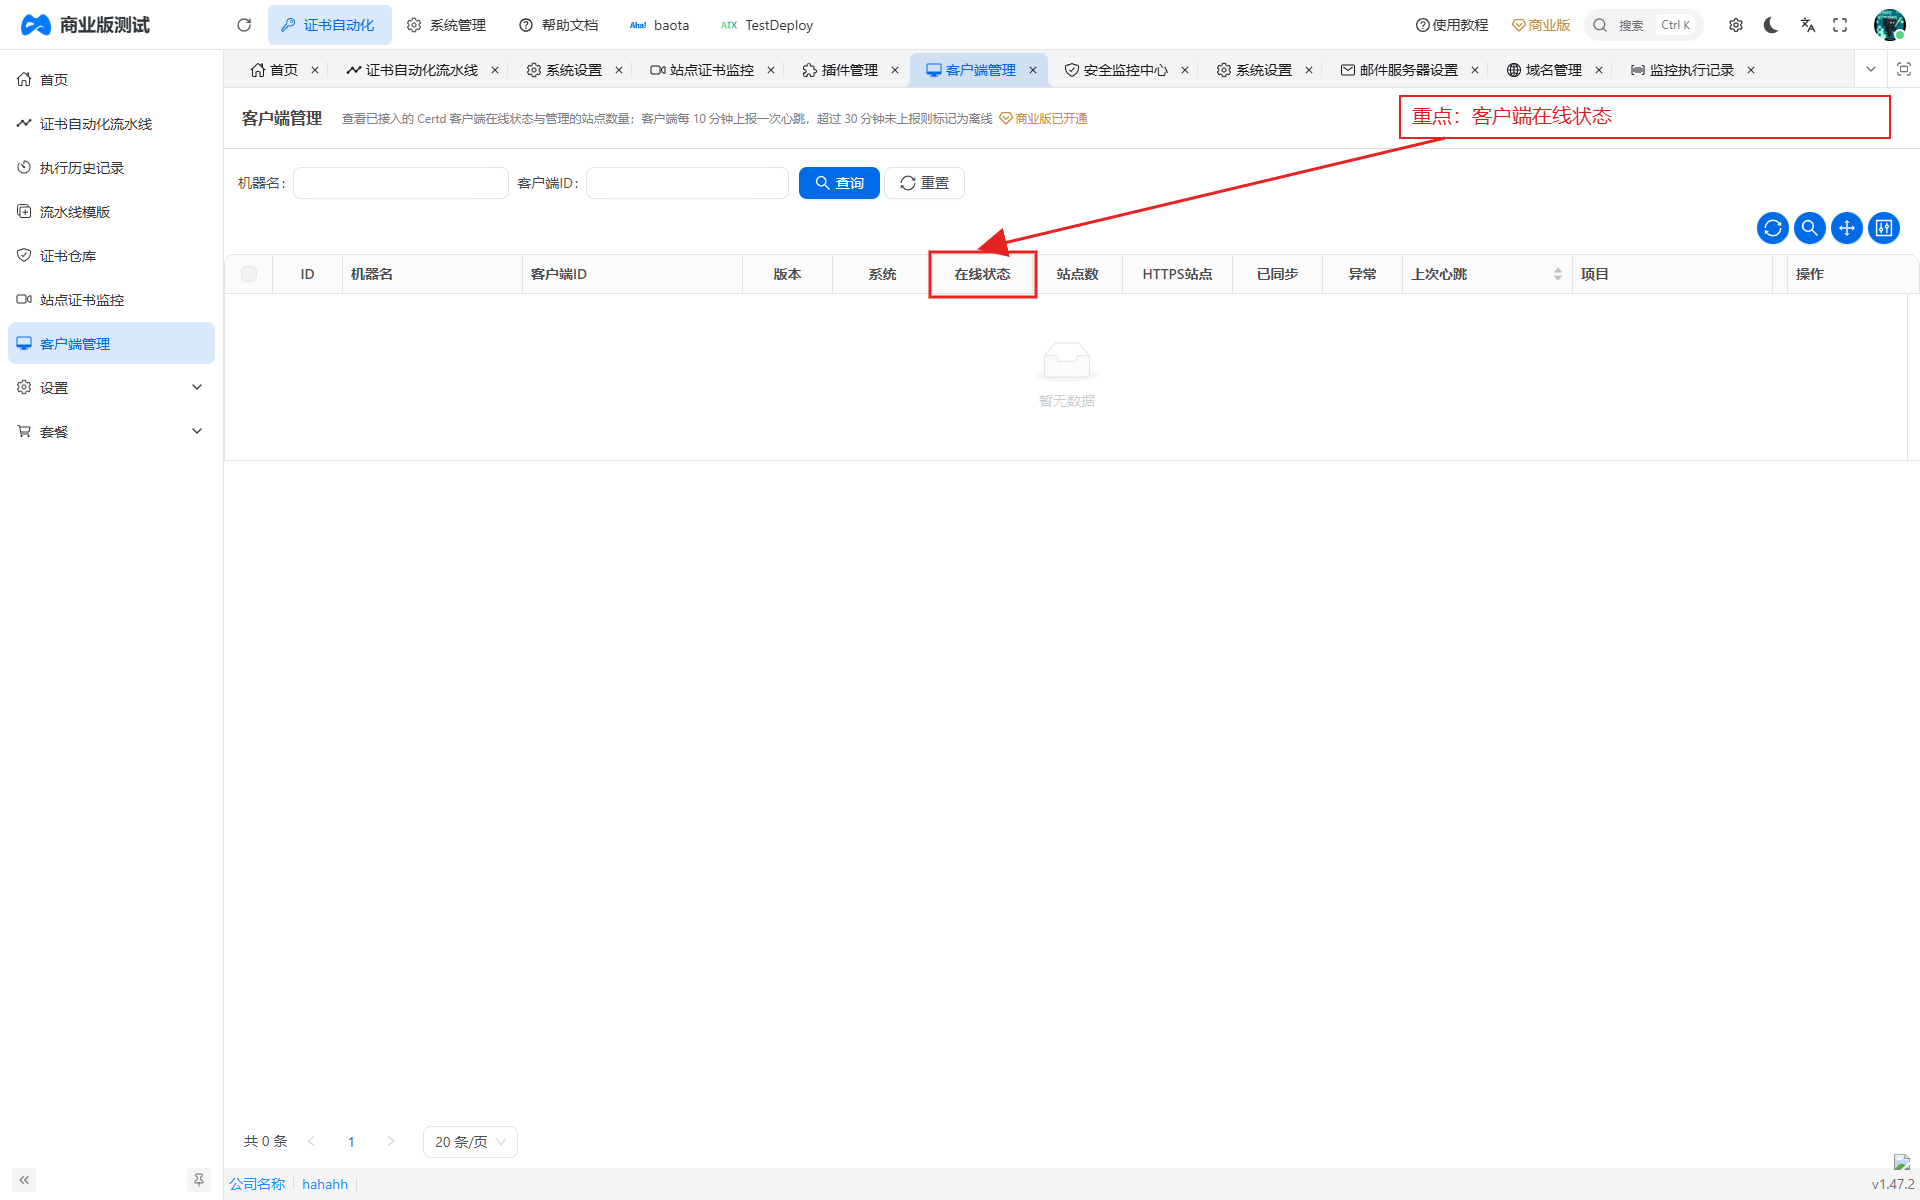 商业版测试
证书自动化
系统管理
帮助文档
Aha! baota
AIX TestDeploy
使用教程
商业版
搜索 Ctrl K
首页
证书自动化流水线
系统设置
站点证书监控
插件管理
客户端管理
安全监控中心
系统设置
邮件服务器设置
域名管理
监控执行记录
首页
证书自动化流水线
执行历史记录
流水线模版
证书仓库
站点证书监控
客户端管理
设置
套餐
客户端管理 查看已接入的 Certd 客户端在线状态与管理的站点数量；客户端每 10 分钟上报一次心跳，超过 30 分钟未上报则标记为离线 商业版已开通
重点：客户端在线状态
机器名： 客户端ID： 查询 重置
ID 机器名 客户端ID 版本 系统 在线状态 站点数 HTTPS站点 已同步 异常 上次心跳 项目 操作
暂无数据
共 0 条 1 20 条/页
公司名称 hahahh
v1.47.2